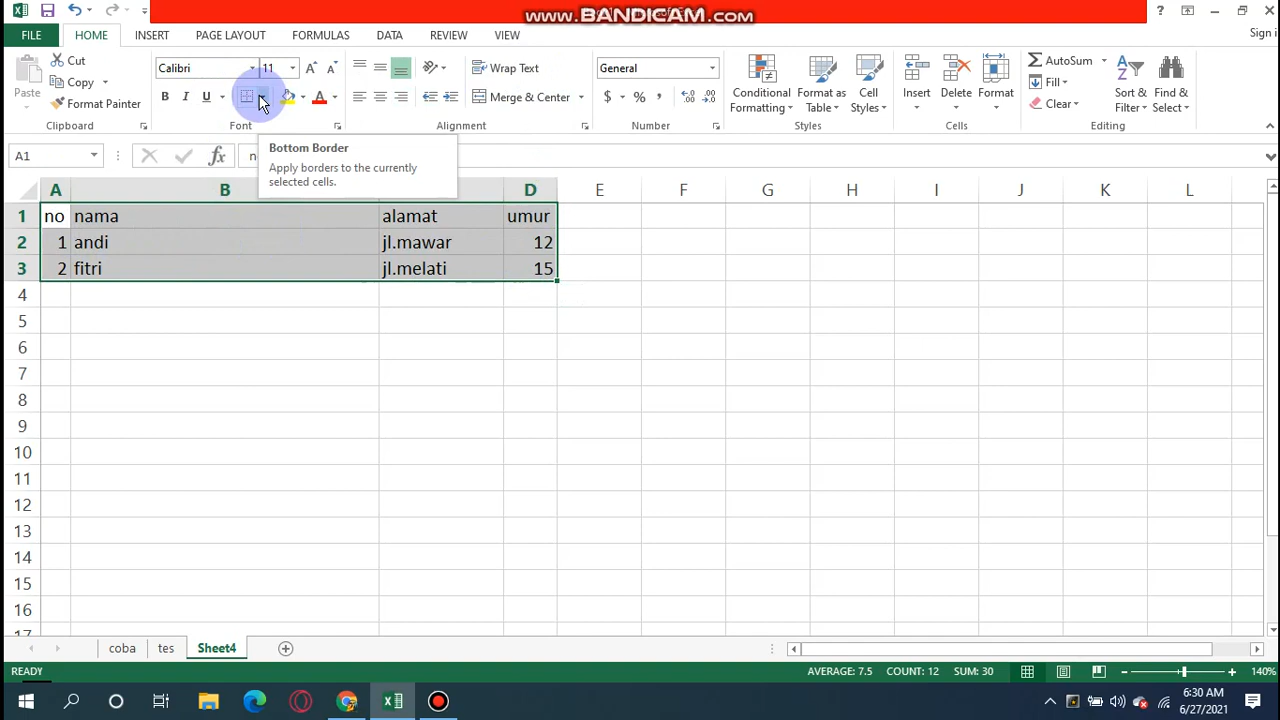 www.BANDICAM.com
Sign i
FILE HOME INSERT PAGE LAYOUT FORMULAS DATA REVIEW VIEW
Paste
Cut
Copy
Format Painter
Clipboard
Calibri 11
B I U A
Font
Wrap Text
Merge & Center
Alignment
General
$ % ,
Number
Conditional Formatting
Format as Table
Cell Styles
Styles
Insert Delete Format
Cells
AutoSum
Fill
Clear
Sort & Filter
Find & Select
Editing
A1 fx
Bottom Border
Apply borders to the currently
selected cells.
A B D E F G H I J K L
1 no nama alamat umur
2 1 andi jl.mawar 12
3 2 fitri jl.melati 15
4
5
6
7
8
9
10
11
12
13
14
15
16
17
coba tes Sheet4
READY AVERAGE: 7.5 COUNT: 12 SUM: 30 140%
6:30 AM
6/27/2021